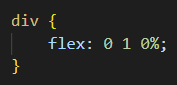 div {
    flex: 0 1 0%;
}